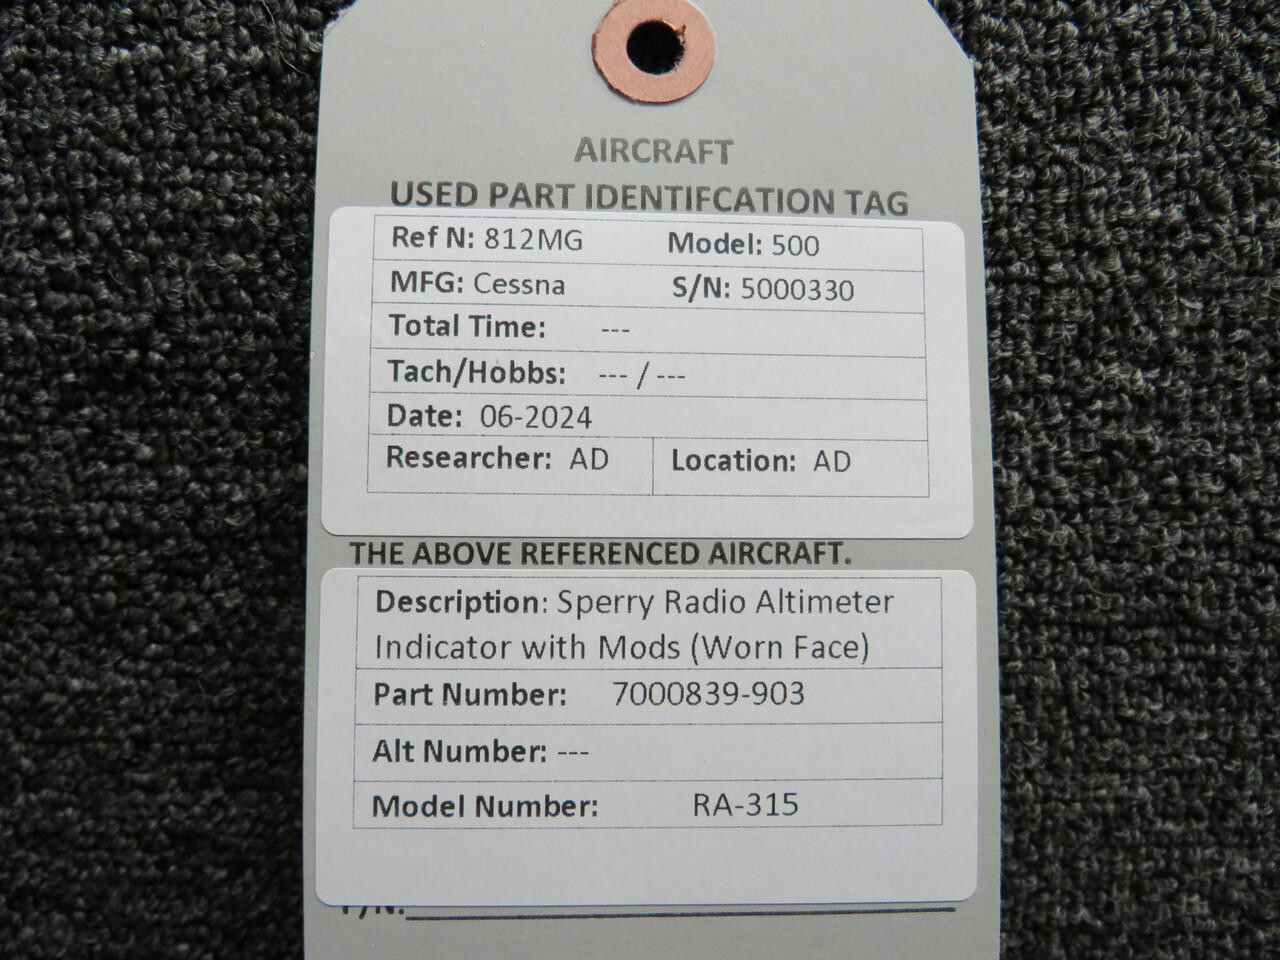 AIRCRAFT
USED PART IDENTIFCATION TAG
Ref N: 812MG Model: 500
MFG: Cessna S/N: 5000330
Total Time: ---
Tach/Hobbs: --- / ---
Date: 06-2024
Researcher: AD Location: AD
THE ABOVE REFERENCED AIRCRAFT.
Description: Sperry Radio Altimeter
Indicator with Mods (Worn Face)
Part Number: 7000839-903
Alt Number: ---
Model Number: RA-315